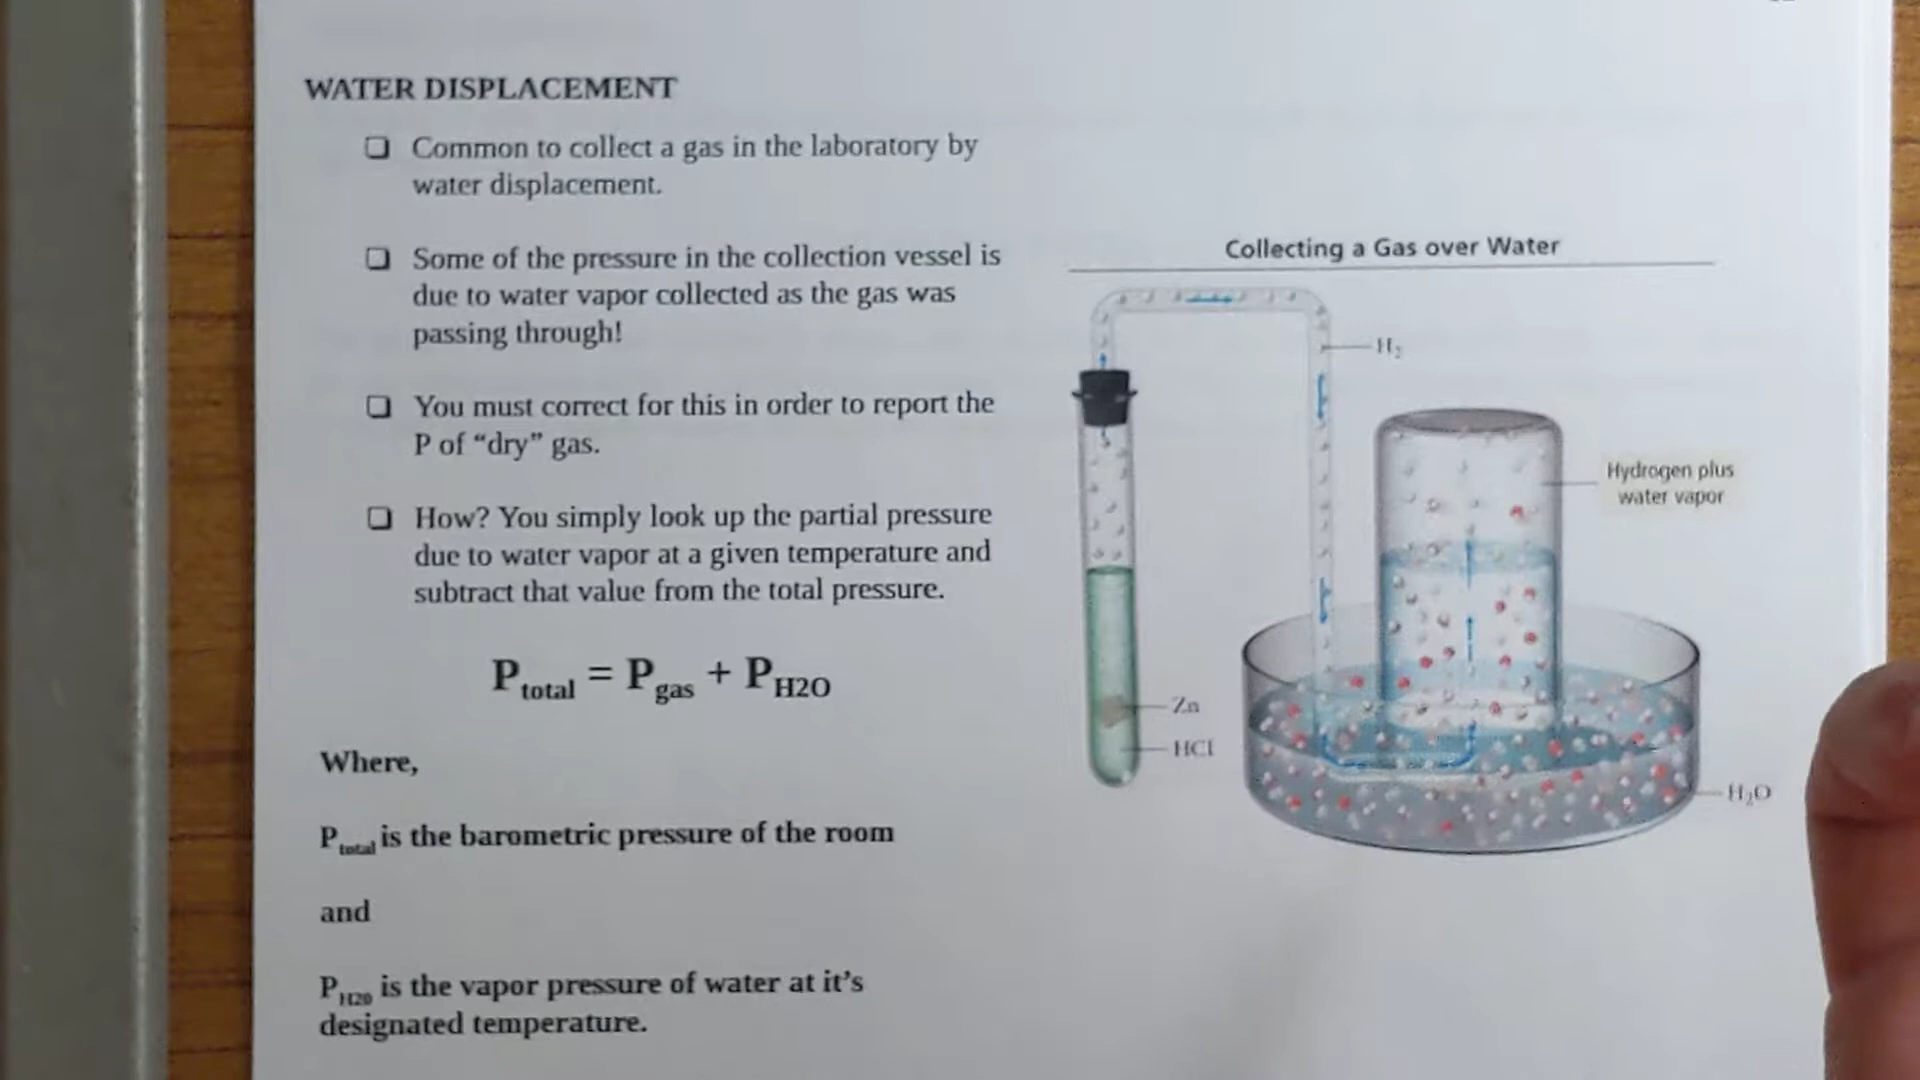 WATER DISPLACEMENT
❑ Common to collect a gas in the laboratory by
water displacement.
❑ Some of the pressure in the collection vessel is
due to water vapor collected as the gas was
passing through!
❑ You must correct for this in order to report the
P of “dry” gas.
❑ How? You simply look up the partial pressure
due to water vapor at a given temperature and
subtract that value from the total pressure.
P total = P gas + P H2O
Where,
P total is the barometric pressure of the room
and
P H20 is the vapor pressure of water at it’s
designated temperature.
Collecting a Gas over Water
H₂
Hydrogen plus
water vapor
Zn
HCl
H₂O